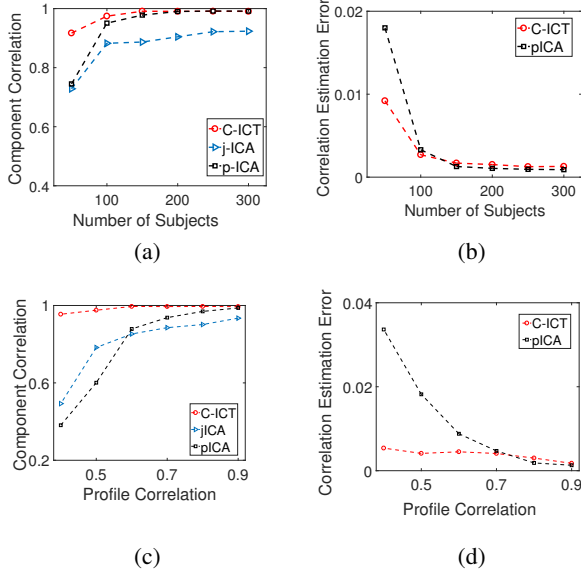 Component Correlation
1
0.8
0.6
0.4
100 200 300
Number of Subjects
C-ICT
j-ICA
p-ICA
(a)
Correlation Estimation Error
0.02
0.01
0
100 200 300
Number of Subjects
C-ICT
pICA
(b)
Component Correlation
1
0.6
0.2
0.5 0.7 0.9
Profile Correlation
C-ICT
jICA
pICA
(c)
Correlation Estimation Error
0.04
0.02
0
0.5 0.7 0.9
Profile Correlation
C-ICT
pICA
(d)